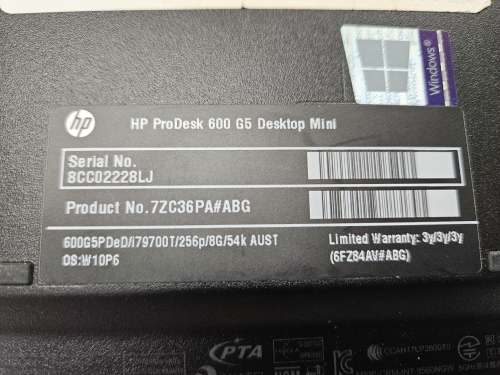 Windows
hp
HP ProDesk 600 G5 Desktop Mini
Serial No.
8CC02228LJ
Product No.7ZC36PA#ABG
600G5PDeD/i79700T/256p/8G/54k AUST
Limited Warranty: 3y/3y/3y
OS:W10P6
(6FZ84AV#ABG)
PTA